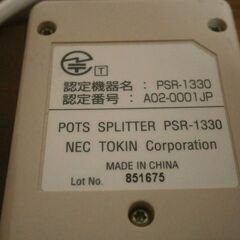 T
認定機器名：PSR-1330
認定番号：A02-0001JP
POTS SPLITTER PSR-1330
NEC TOKIN Corporation
MADE IN CHINA
Lot No. 851675